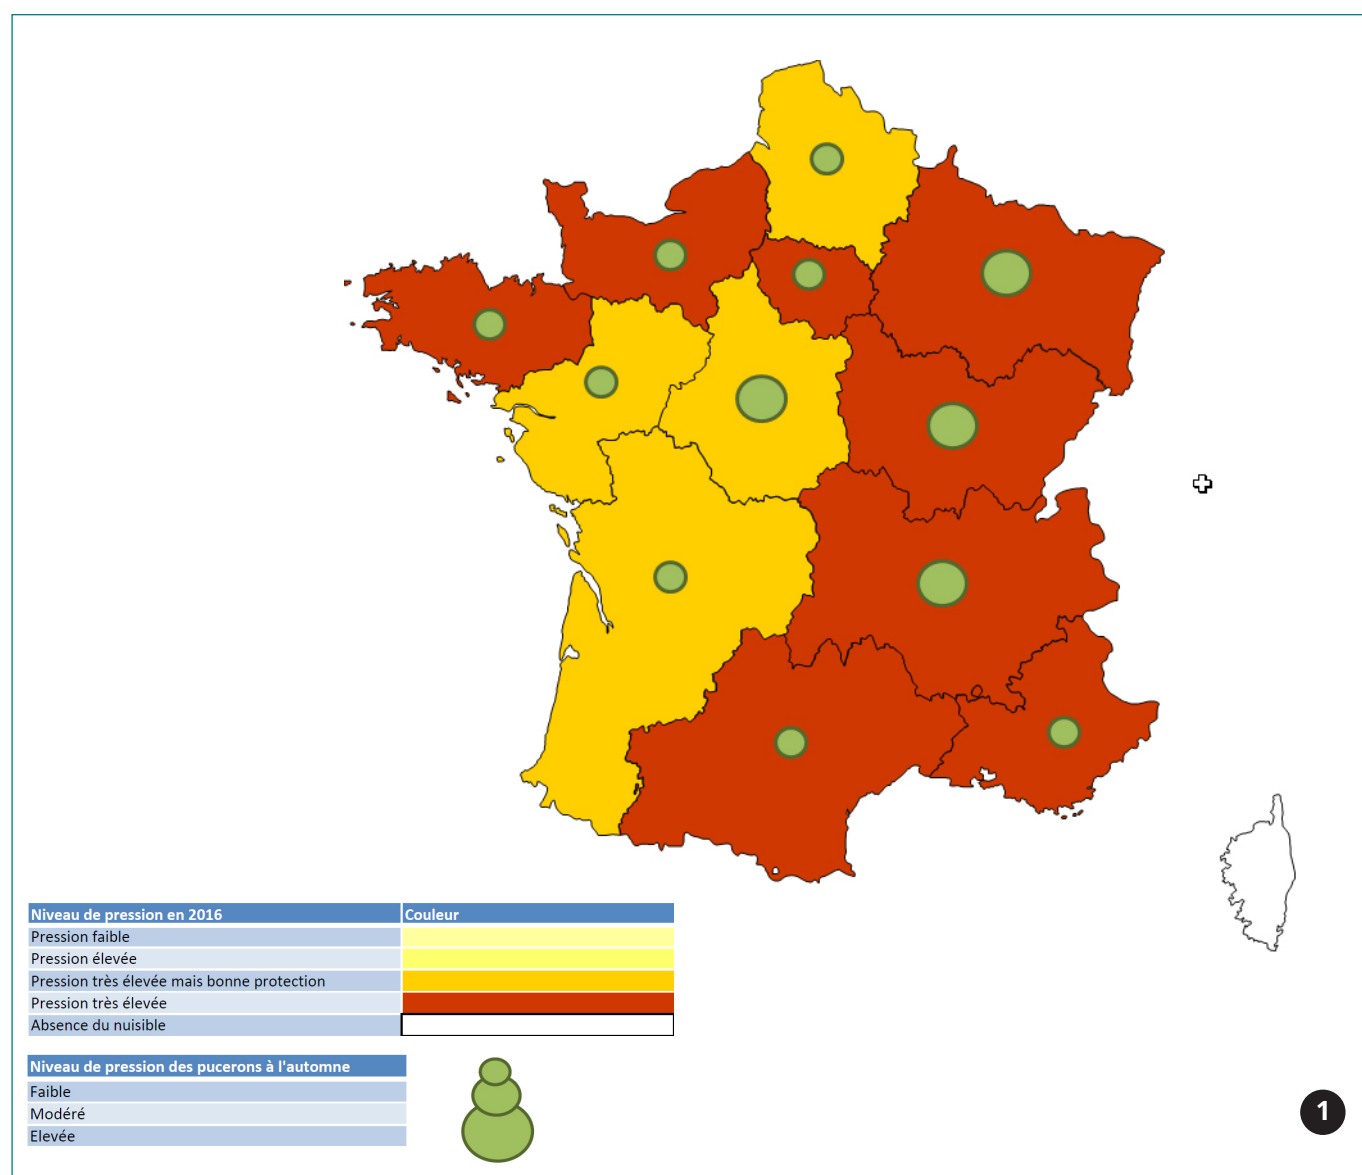 Niveau de pression en 2016 Couleur
Pression faible
Pression élevée
Pression très élevée mais bonne protection
Pression très élevée
Absence du nuisible
Niveau de pression des pucerons à l'automne
Faible
Modéré
Elevée
1